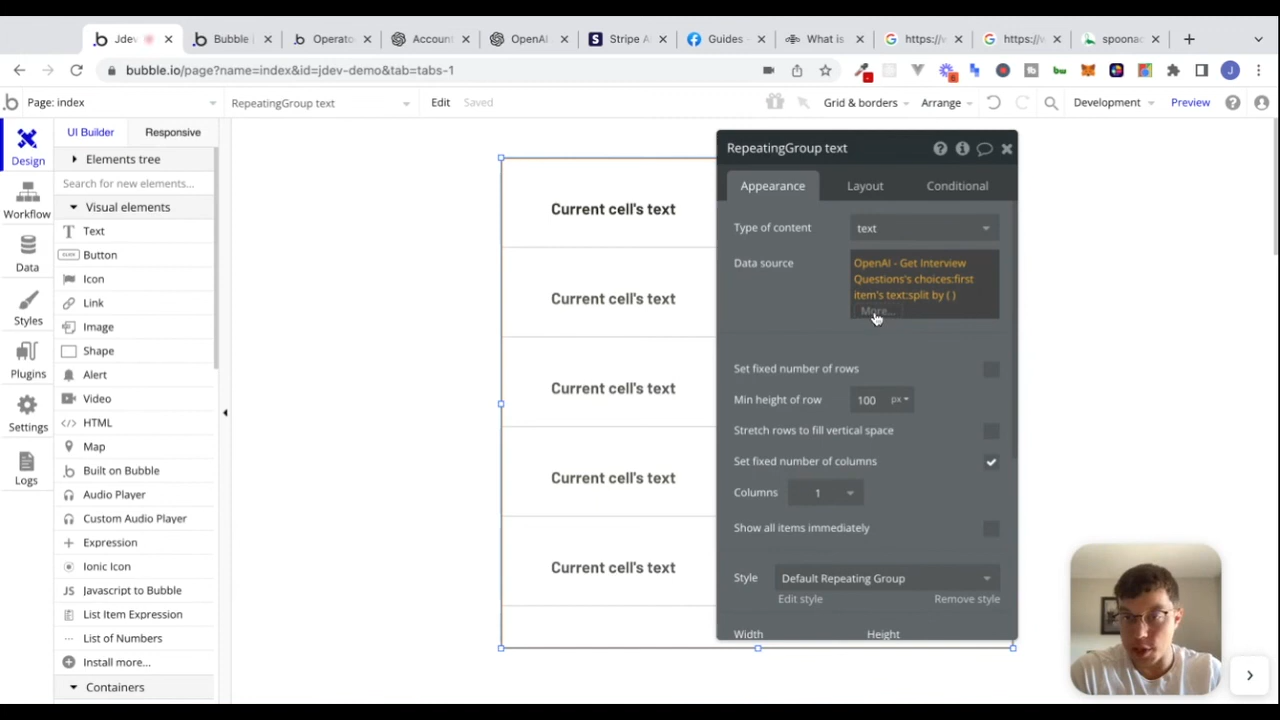 Jdev
Bubble
Operato
Account
OpenAI
Stripe A
Guides -
What is
https://v
https://v
spoonac
bubble.io/page?name=index&id=jdev-demo&tab=tabs-1
J
Page: index
RepeatingGroup text
Edit
Saved
Grid & borders
Arrange
Development
Preview
Design
Workflow
Data
Styles
Plugins
Settings
Logs
UI Builder
Responsive
Elements tree
Search for new elements...
Visual elements
Text
Button
Icon
Link
Image
Shape
Alert
Video
HTML
Map
Built on Bubble
Audio Player
Custom Audio Player
Expression
Ionic Icon
Javascript to Bubble
List Item Expression
List of Numbers
Install more...
Containers
Current cell's text
Current cell's text
Current cell's text
Current cell's text
Current cell's text
RepeatingGroup text
Appearance
Layout
Conditional
Type of content
text
Data source
OpenAI - Get Interview
Questions's choices:first
item's text:split by ( )
More...
Set fixed number of rows
Min height of row
100
px
Stretch rows to fill vertical space
Set fixed number of columns
Columns
1
Show all items immediately
Style
Default Repeating Group
Edit style
Remove style
Width
Height